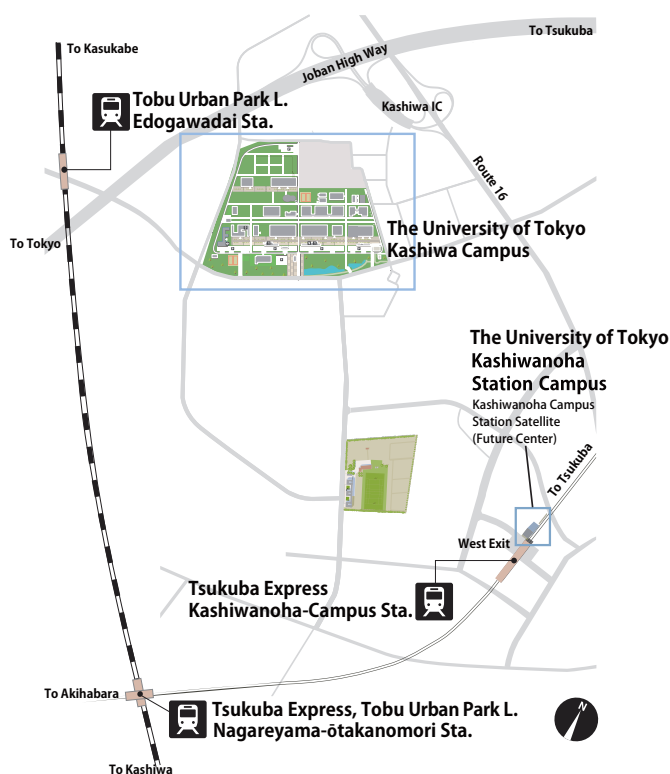 To Kasukabe
To Tsukuba
Joban High Way
Tobu Urban Park L.
Edogawadai Sta.
Kashiwa IC
Route 16
To Tokyo
The University of Tokyo
Kashiwa Campus
The University of Tokyo
Kashiwanoha
Station Campus
Kashiwanoha Campus
Station Satellite
(Future Center)
To Tsukuba
West Exit
Tsukuba Express
Kashiwanoha-Campus Sta.
To Akihabara
Tsukuba Express, Tobu Urban Park L.
Nagareyama-ōtakanomori Sta.
N
To Kashiwa